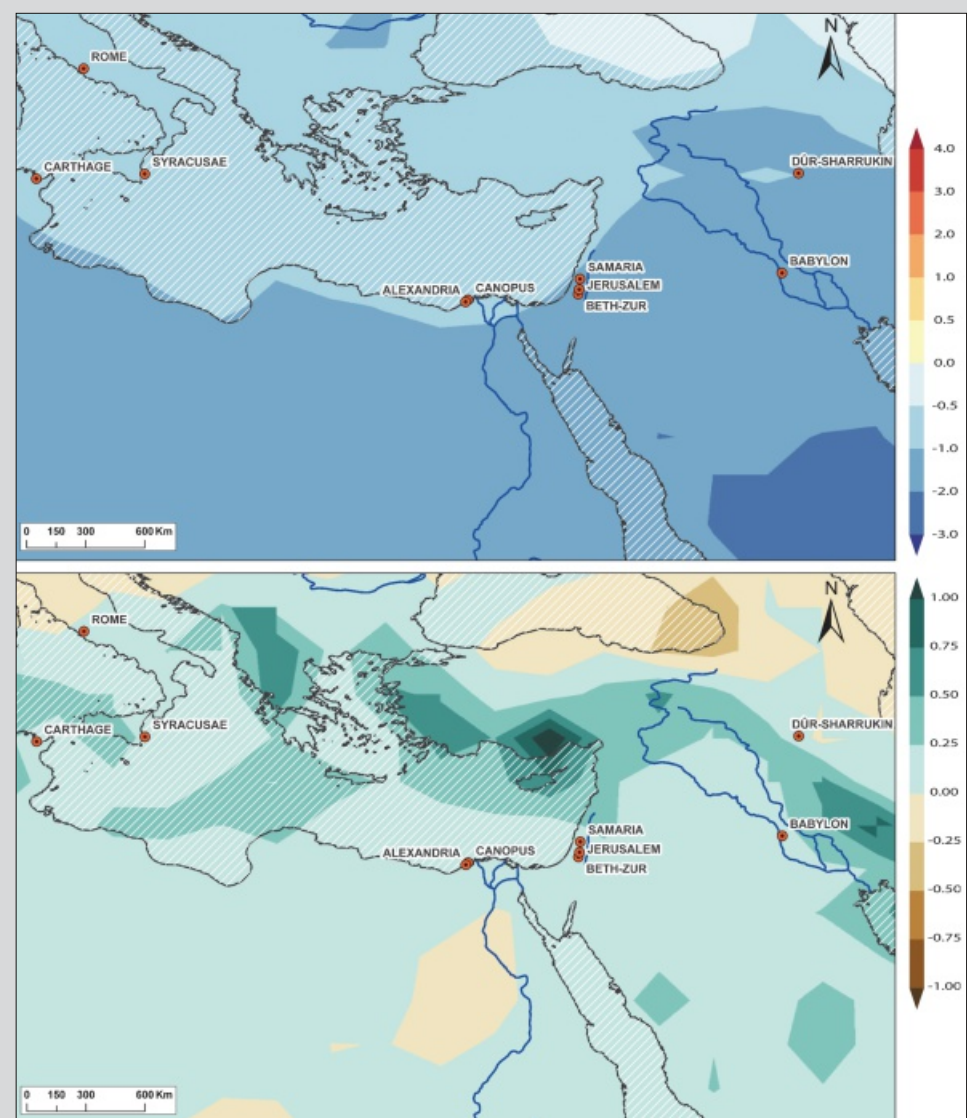 N
ROME
CARTHAGE
SYRACUSAE
DÛR-SHARRUKIN
BABYLON
SAMARIA
JERUSALEM
BETH-ZUR
ALEXANDRIA
CANOPUS
0 150 300 600 Km
4.0
3.0
2.0
1.0
0.5
0.0
-0.5
-1.0
-2.0
-3.0
N
ROME
CARTHAGE
SYRACUSAE
DÛR-SHARRUKIN
BABYLON
SAMARIA
JERUSALEM
BETH-ZUR
ALEXANDRIA
CANOPUS
0 150 300 600 Km
1.00
0.75
0.50
0.25
0.00
-0.25
-0.50
-0.75
-1.00